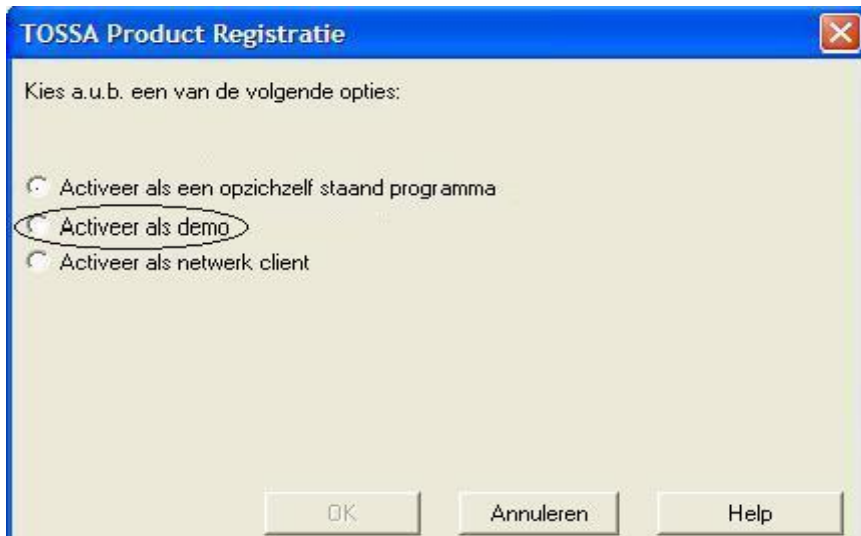 TOSSA Product Registratie
Kies a.u.b. een van de volgende opties:
Activeer als een opzichzelf staand programma
Activeer als demo
Activeer als netwerk client
OK
Annuleren
Help